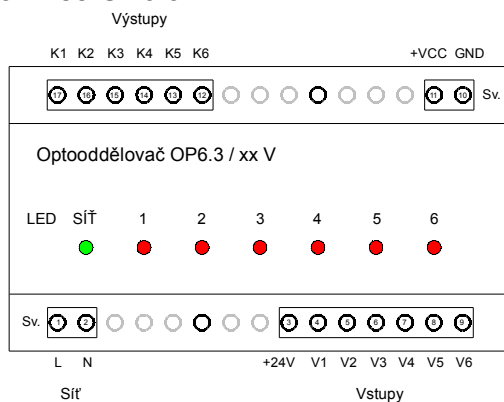 Výstupy
K1 K2 K3 K4 K5 K6 +VCC GND
17 16 15 14 13 12 11 10 Sv.
Optooddělovač OP6.3 / xx V
LED SÍŤ 1 2 3 4 5 6
Sv. 1 2 3 4 5 6 7 8 9
L N +24V V1 V2 V3 V4 V5 V6
Síť Vstupy